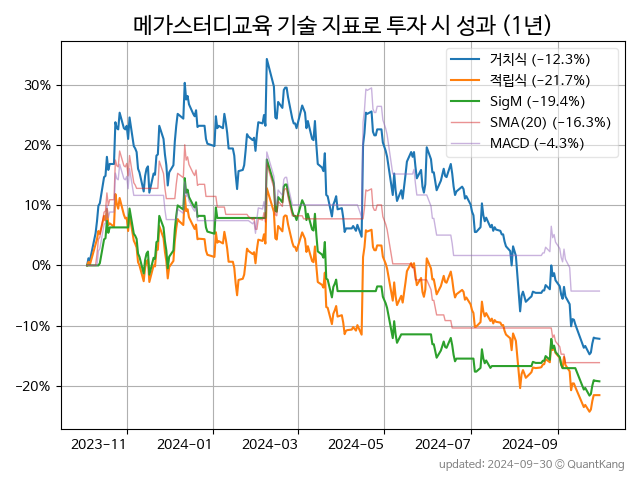 메가스터디교육 기술 지표로 투자 시 성과 (1년)
거치식 (−12.3%)
적립식 (−21.7%)
SigM (−19.4%)
SMA(20) (−16.3%)
MACD (−4.3%)
30%
20%
10%
0%
−10%
−20%
2023-11 2024-01 2024-03 2024-05 2024-07 2024-09
updated: 2024-09-30 © QuantKang